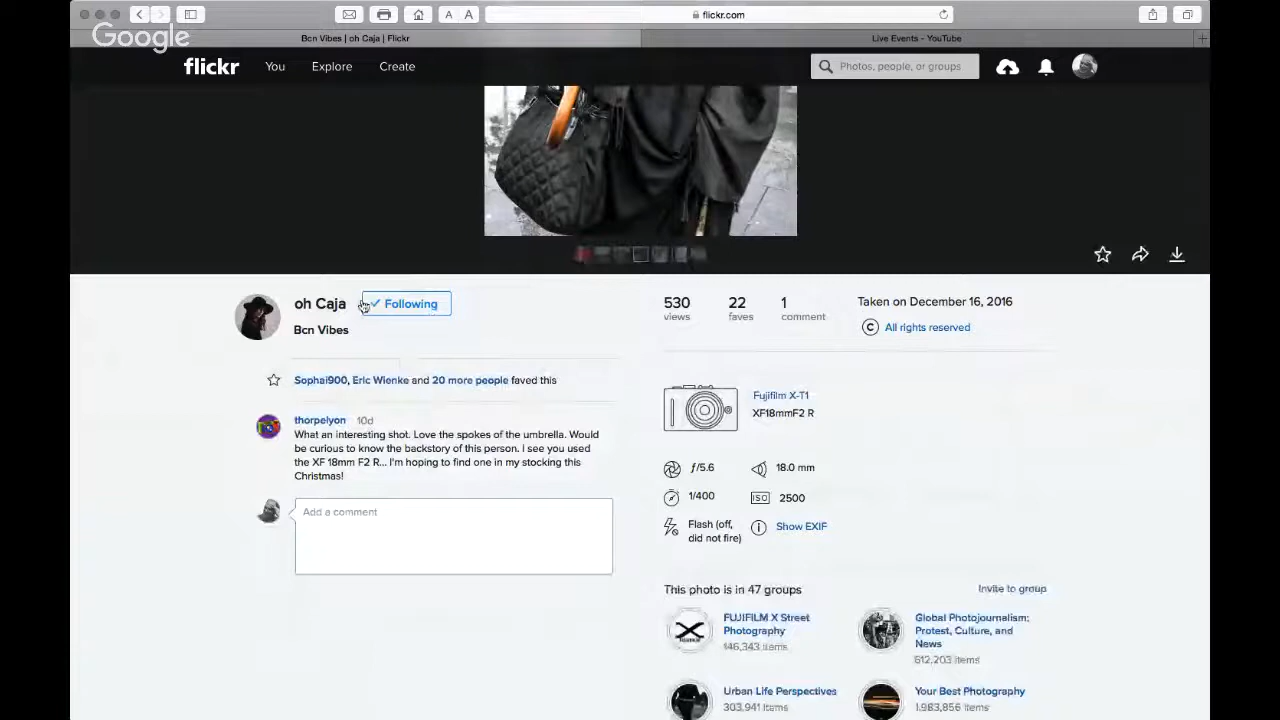 flickr.com
Google
Bcn Vibes | oh Caja | Flickr
Live Events - YouTube
flickr
You
Explore
Create
Photos, people, or groups
oh Caja
Following
Bcn Vibes
Sophai900, Eric Wienke and 20 more people faved this
thorpelyon 10d
What an interesting shot. Love the spokes of the umbrella. Would
be curious to know the backstory of this person. I see you used
the XF 18mm F2 R... I'm hoping to find one in my stocking this
Christmas!
Add a comment
530
views
22
faves
1
comment
Taken on December 16, 2016
All rights reserved
Fujifilm X-T1
XF18mmF2 R
ƒ/5.6
18.0 mm
1/400
ISO 2500
Flash (off,
did not fire)
Show EXIF
This photo is in 47 groups
Invite to group
FUJIFILM X Street
Photography
146,343 items
Global Photojournalism:
Protest, Culture, and
News
612,203 items
Urban Life Perspectives
303,941 items
Your Best Photography
1,983,856 items